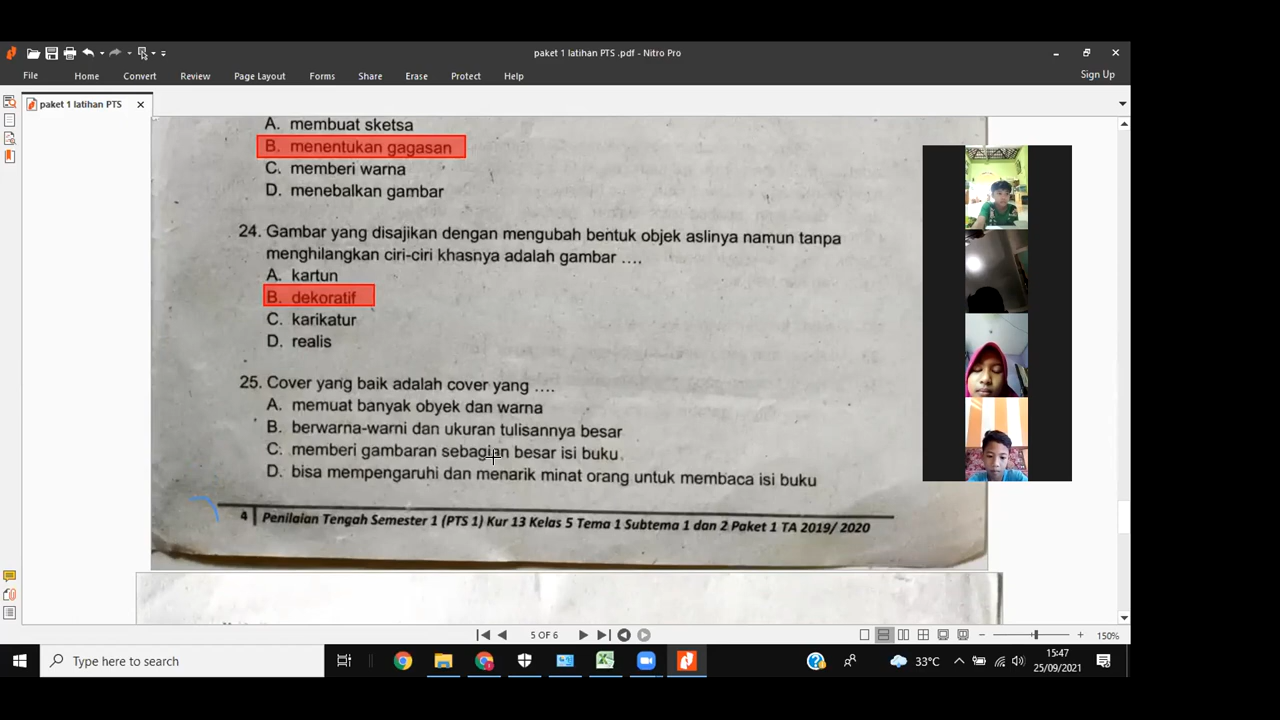 paket 1 latihan PTS .pdf - Nitro Pro
File Home Convert Review Page Layout Forms Share Erase Protect Help Sign Up
paket 1 latihan PTS
A. membuat sketsa
B. menentukan gagasan
C. memberi warna
D. menebalkan gambar
24. Gambar yang disajikan dengan mengubah bentuk objek aslinya namun tanpa
menghilangkan ciri-ciri khasnya adalah gambar ....
A. kartun
B. dekoratif
C. karikatur
D. realis
25. Cover yang baik adalah cover yang ....
A. memuat banyak obyek dan warna
B. berwarna-warni dan ukuran tulisannya besar
C. memberi gambaran sebagian besar isi buku
D. bisa mempengaruhi dan menarik minat orang untuk membaca isi buku
4 Penilaian Tengah Semester 1 (PTS 1) Kur 13 Kelas 5 Tema 1 Subtema 1 dan 2 Paket 1 TA 2019/ 2020
5 OF 6
150%
Type here to search
33°C
15:47
25/09/2021